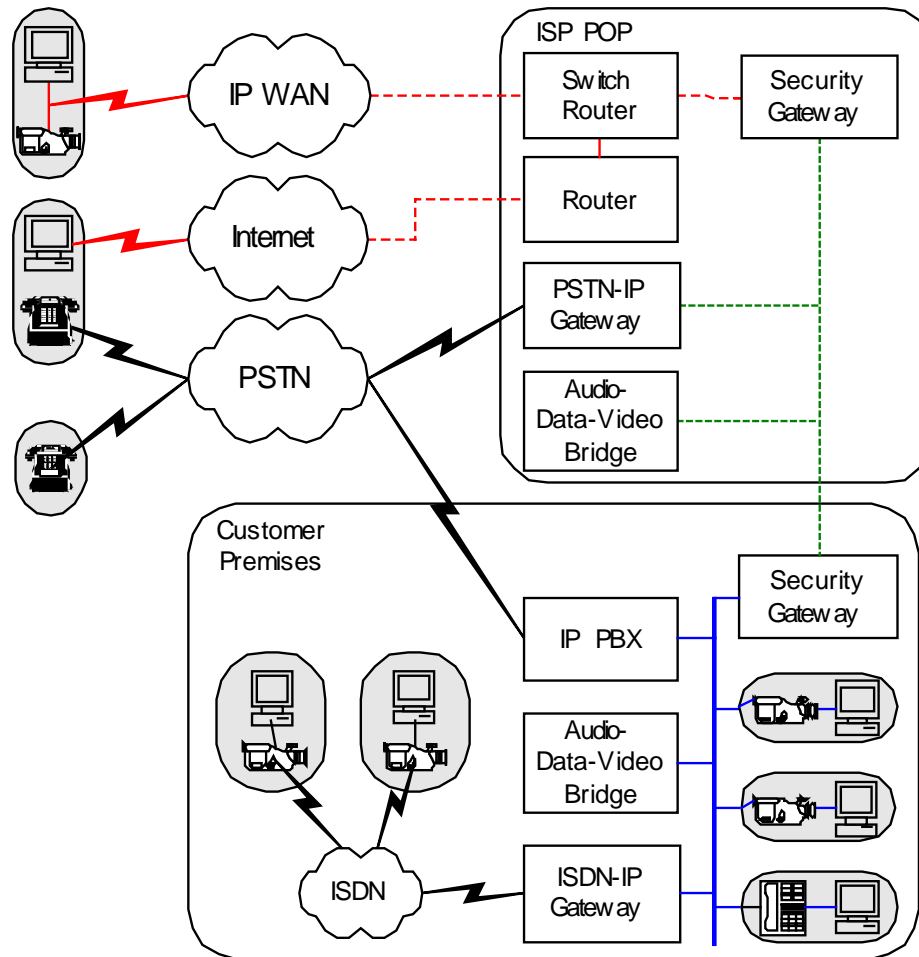 ISP POP
IP WAN
Switch
Router
Security
Gateway
Internet
Router
PSTN
PSTN-IP
Gateway
Audio-
Data-Video
Bridge
Customer
Premises
Security
Gateway
IP PBX
Audio-
Data-Video
Bridge
ISDN
ISDN-IP
Gateway